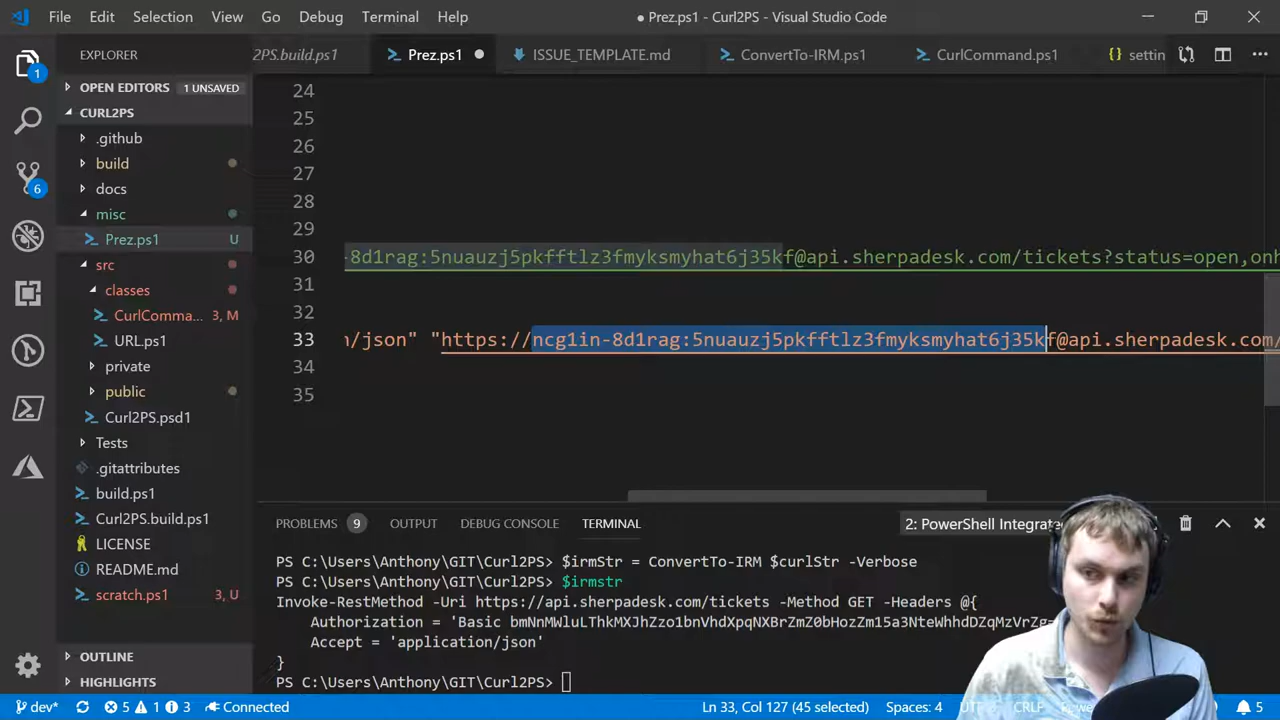 File Edit Selection View Go Debug Terminal Help
● Prez.ps1 - Curl2PS - Visual Studio Code
EXPLORER
2PS.build.ps1
Prez.ps1
ISSUE_TEMPLATE.md
ConvertTo-IRM.ps1
CurlCommand.ps1
{} settin
1
OPEN EDITORS 1 UNSAVED
CURL2PS
.github
build
docs
misc
Prez.ps1 U
src
classes
CurlComma... 3, M
URL.ps1
private
public
Curl2PS.psd1
Tests
.gitattributes
build.ps1
Curl2PS.build.ps1
LICENSE
README.md
scratch.ps1 3, U
OUTLINE
HIGHLIGHTS
6
24
25
26
27
28
29
30 -8d1rag:5nuauzj5pkfftlz3fmyksmyhat6j35kf@api.sherpadesk.com/tickets?status=open,onh
31
32
33 n/json" "https://ncg1in-8d1rag:5nuauzj5pkfftlz3fmyksmyhat6j35kf@api.sherpadesk.com/
34
35
PROBLEMS 9 OUTPUT DEBUG CONSOLE TERMINAL
2: PowerShell Integrate
PS C:\Users\Anthony\GIT\Curl2PS> $irmStr = ConvertTo-IRM $curlStr -Verbose
PS C:\Users\Anthony\GIT\Curl2PS> $irmstr
Invoke-RestMethod -Uri https://api.sherpadesk.com/tickets -Method GET -Headers @{
Authorization = 'Basic bmNnMWluLThkMXJhZzo1bnVhdXpqNXBrZmZ0bHozZm15a3NteWhhdDZqMzVrZg=
Accept = 'application/json'
}
PS C:\Users\Anthony\GIT\Curl2PS>
dev* 5 1 3 Connected
Ln 33, Col 127 (45 selected) Spaces: 4
5